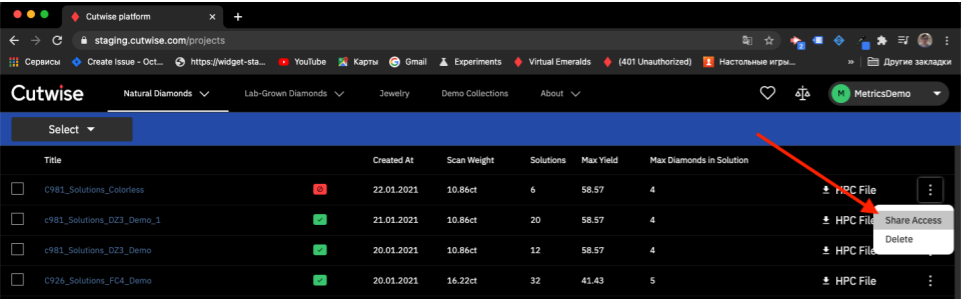 Cutwise platform
staging.cutwise.com/projects
Сервисы Create Issue - Oct... https://widget-sta... YouTube Карты Gmail Experiments Virtual Emeralds (401 Unauthorized) Настольные игры... » Другие закладки
Cutwise Natural Diamonds Lab-Grown Diamonds Jewelry Demo Collections About M MetricsDemo
Select
Title Created At Scan Weight Solutions Max Yield Max Diamonds in Solution
C981_Solutions_Colorless 22.01.2021 10.86ct 6 58.57 4 HPC File
c981_Solutions_DZ3_Demo_1 21.01.2021 10.86ct 20 58.57 4 HPC File
Share Access
Delete
c981_Solutions_DZ3_Demo 20.01.2021 10.86ct 12 58.57 4 HPC File
C926_Solutions_FC4_Demo 20.01.2021 16.22ct 32 41.43 5 HPC File